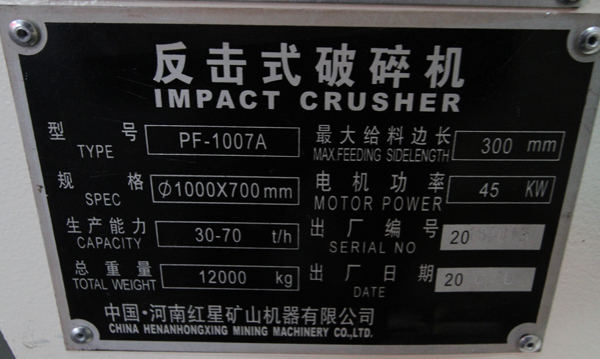 反击式破碎机
IMPACT CRUSHER
型 号 PF-1007A 最大给料边长 300 mm
TYPE MAX.FEEDING SIDELENGTH
规 格 Φ1000X700mm 电机功率 45 KW
SPEC MOTOR POWER
生产能力 30-70 t/h 出厂编号 20
CAPACITY SERIAL NO
总重量 12000 kg 出厂日期 20
TOTAL WEIGHT DATE
中国·河南红星矿山机器有限公司
CHINA HENANHONGXING MINING MACHINERY CO.,LTD.